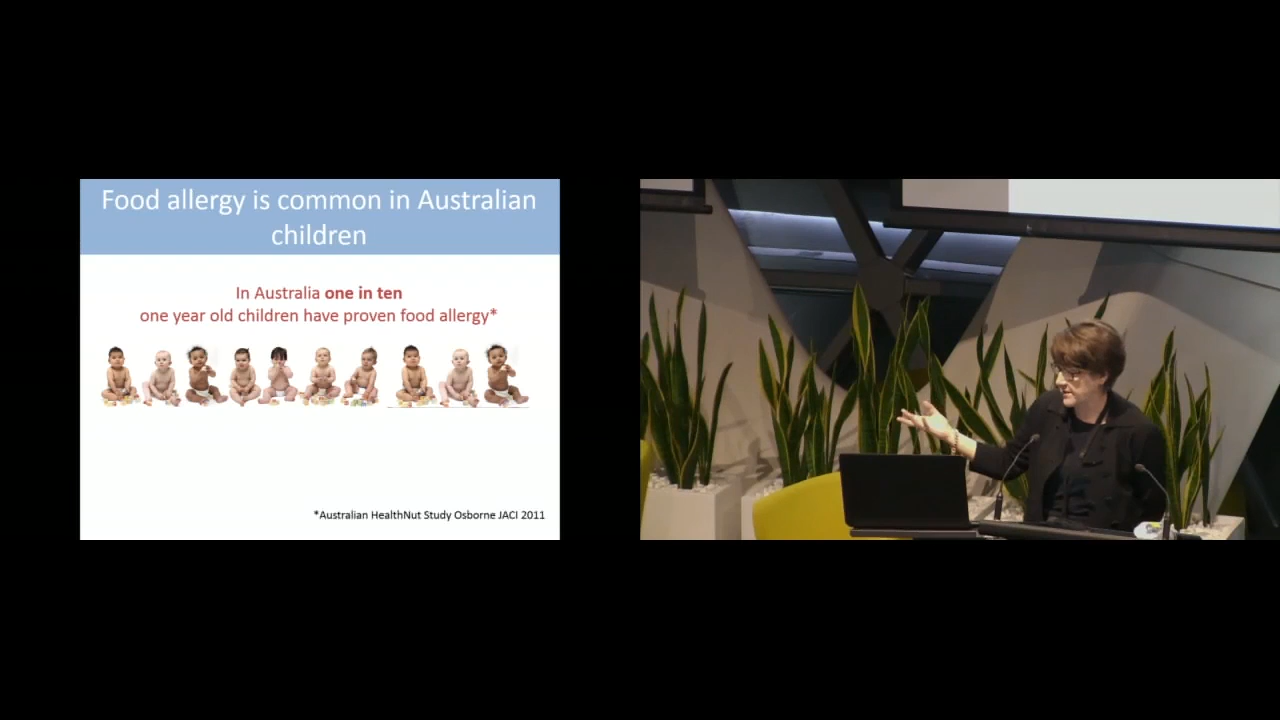 Food allergy is common in Australian
children
In Australia one in ten
one year old children have proven food allergy*
*Australian HealthNut Study Osborne JACI 2011